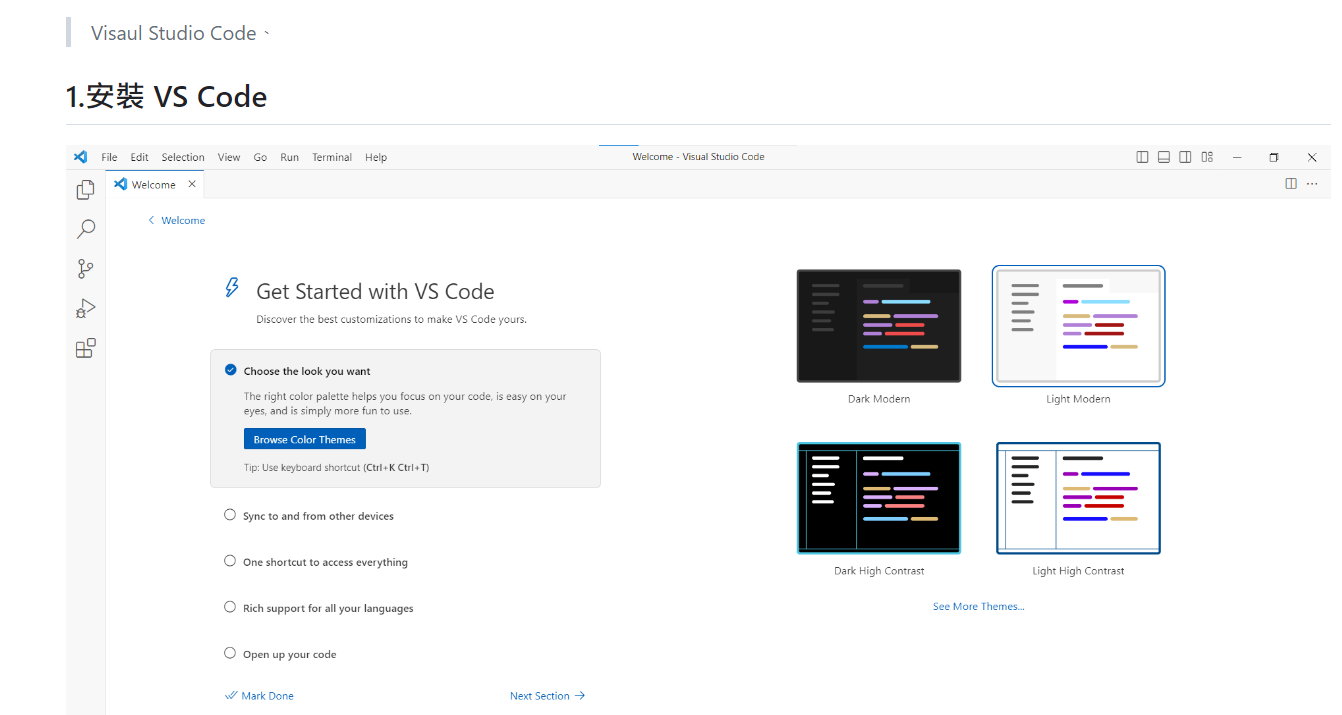 Visaul Studio Code `
1.安裝 VS Code
File Edit Selection View Go Run Terminal Help
Welcome - Visual Studio Code
Welcome
Welcome
Get Started with VS Code
Discover the best customizations to make VS Code yours.
Choose the look you want
The right color palette helps you focus on your code, is easy on your
eyes, and is simply more fun to use.
Browse Color Themes
Tip: Use keyboard shortcut (Ctrl+K Ctrl+T)
Sync to and from other devices
One shortcut to access everything
Rich support for all your languages
Open up your code
Mark Done
Next Section
Dark Modern
Light Modern
Dark High Contrast
Light High Contrast
See More Themes...